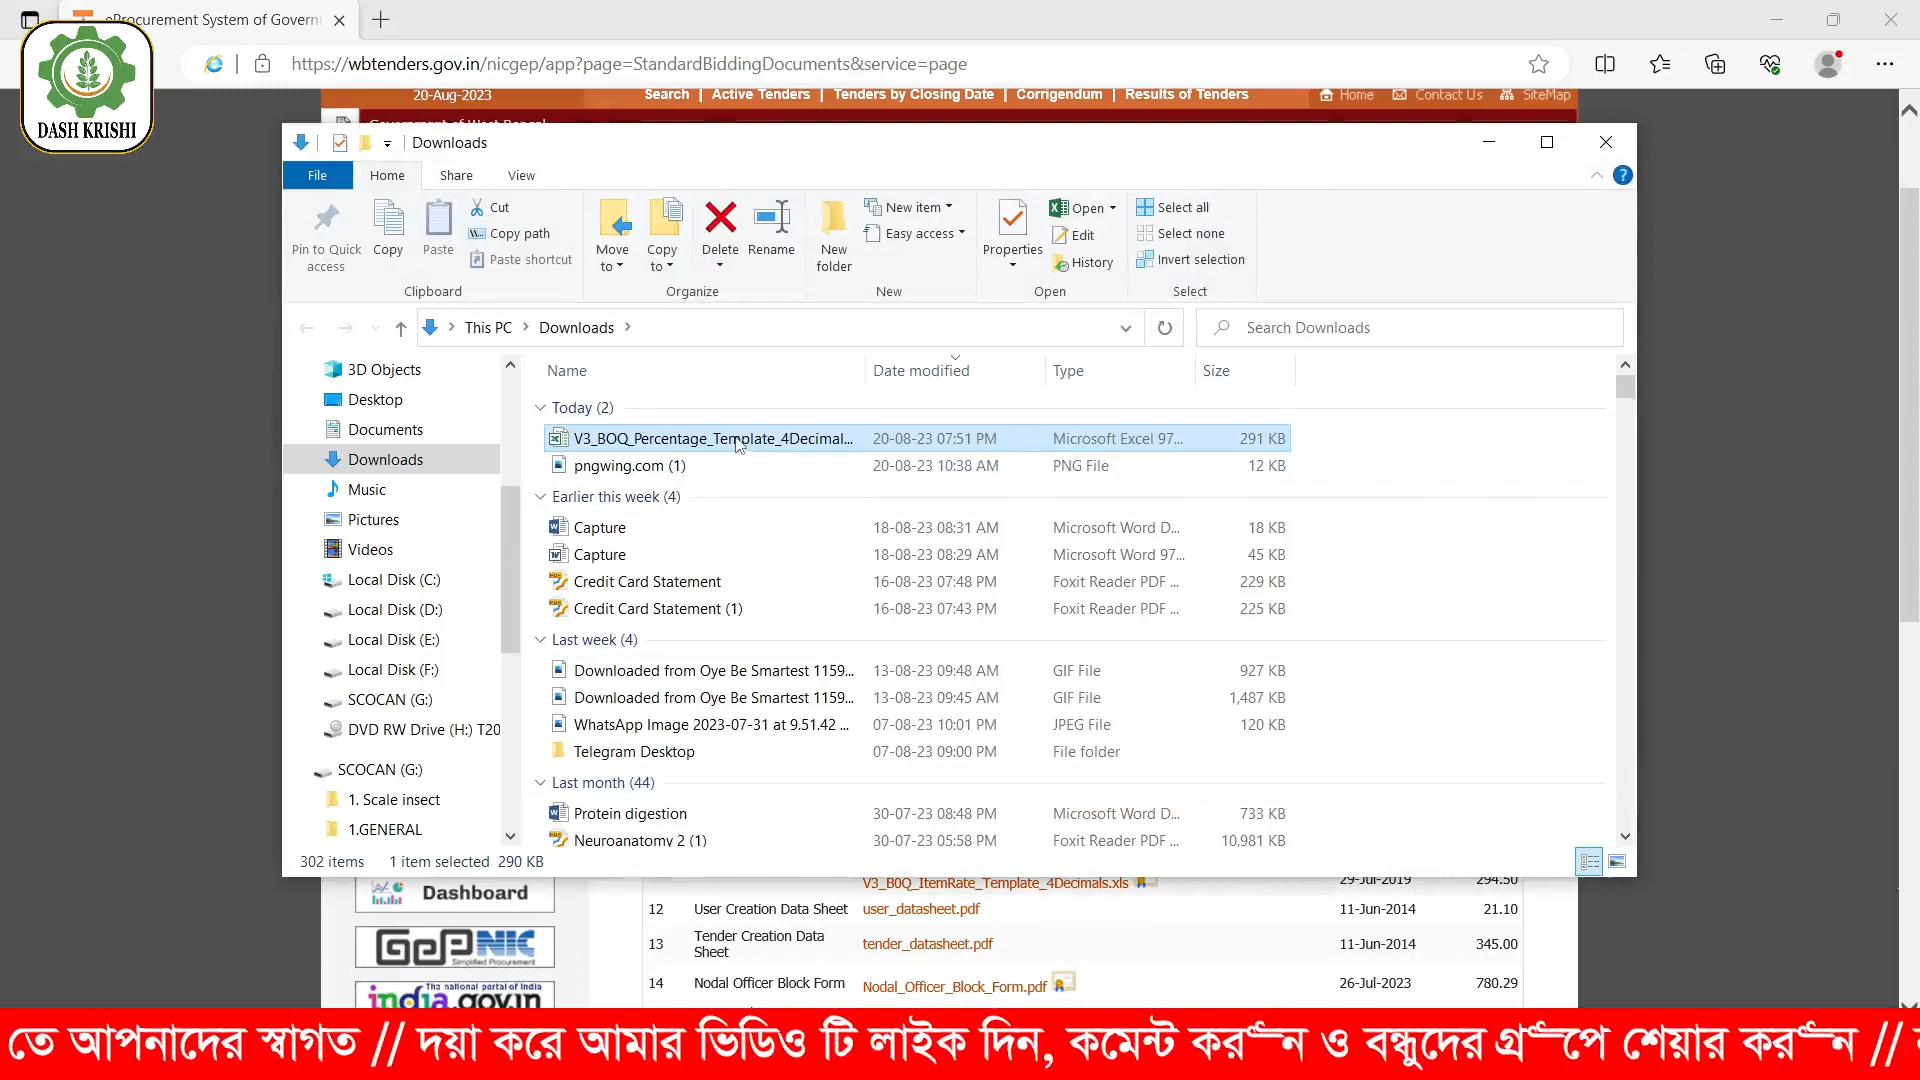 eProcurement System of Govern
https://wbtenders.gov.in/nicgep/app?page=StandardBiddingDocuments&service=page
DASH KRISHI
20-Aug-2023
Search | Active Tenders | Tenders by Closing Date | Corrigendum | Results of Tenders
Home Contact Us SiteMap
Downloads
File Home Share View
Pin to Quick access
Copy
Paste
Cut
Copy path
Paste shortcut
Clipboard
Move to
Copy to
Delete
Rename
Organize
New folder
New item
Easy access
New
Properties
Open
Edit
History
Open
Select all
Select none
Invert selection
Select
This PC > Downloads >
Search Downloads
3D Objects
Desktop
Documents
Downloads
Music
Pictures
Videos
Local Disk (C:)
Local Disk (D:)
Local Disk (E:)
Local Disk (F:)
SCOCAN (G:)
DVD RW Drive (H:) T20
SCOCAN (G:)
1. Scale insect
1.GENERAL
Name Date modified Type Size
Today (2)
V3_BOQ_Percentage_Template_4Decimal... 20-08-23 07:51 PM Microsoft Excel 97... 291 KB
pngwing.com (1) 20-08-23 10:38 AM PNG File 12 KB
Earlier this week (4)
Capture 18-08-23 08:31 AM Microsoft Word D... 18 KB
Capture 18-08-23 08:29 AM Microsoft Word 97... 45 KB
Credit Card Statement 16-08-23 07:48 PM Foxit Reader PDF ... 229 KB
Credit Card Statement (1) 16-08-23 07:43 PM Foxit Reader PDF ... 225 KB
Last week (4)
Downloaded from Oye Be Smartest 1159... 13-08-23 09:48 AM GIF File 927 KB
Downloaded from Oye Be Smartest 1159... 13-08-23 09:45 AM GIF File 1,487 KB
WhatsApp Image 2023-07-31 at 9.51.42 ... 07-08-23 10:01 PM JPEG File 120 KB
Telegram Desktop 07-08-23 09:00 PM File folder
Last month (44)
Protein digestion 30-07-23 08:48 PM Microsoft Word D... 733 KB
Neuroanatomy 2 (1) 30-07-23 05:58 PM Foxit Reader PDF ... 10,981 KB
302 items 1 item selected 290 KB
Dashboard
GePNIC
Simplified Procurement
The national portal of India
india.gov.in
V3_B0Q_ItemRate_Template_4Decimals.xls 29-Jul-2019 294.50
12 User Creation Data Sheet user_datasheet.pdf 11-Jun-2014 21.10
13 Tender Creation Data Sheet tender_datasheet.pdf 11-Jun-2014 345.00
14 Nodal Officer Block Form Nodal_Officer_Block_Form.pdf 26-Jul-2023 780.29
তে আপনাদের স্বাগত // দয়া করে আমার ভিডিও টি লাইক দিন, কমেন্ট করুন ও বন্ধুদের গ্রুপে শেয়ার করুন //